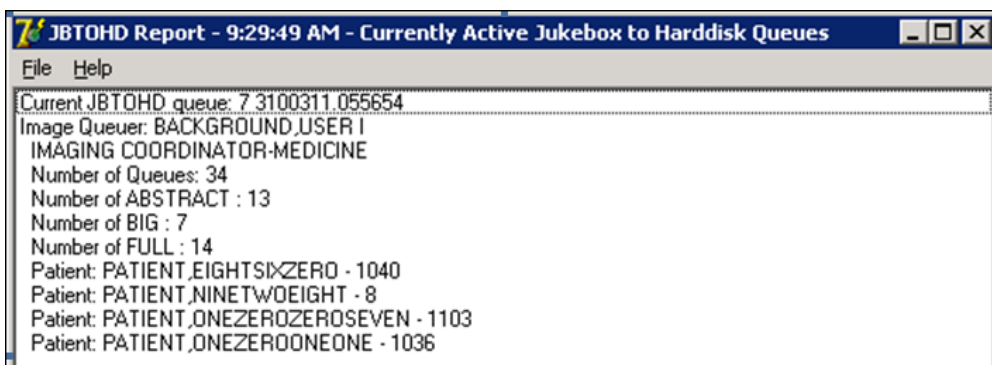 JBTOHD Report - 9:29:49 AM - Currently Active Jukebox to Harddisk Queues
File Help
Current JBTOHD queue: 7 3100311.055654
Image Queuer: BACKGROUND,USER I
IMAGING COORDINATOR-MEDICINE
Number of Queues: 34
Number of ABSTRACT : 13
Number of BIG : 7
Number of FULL : 14
Patient: PATIENT,EIGHTSIXZERO - 1040
Patient: PATIENT,NINETWOEIGHT - 8
Patient: PATIENT,ONEZEROZEROSEVEN - 1103
Patient: PATIENT,ONEZEROONEONE - 1036